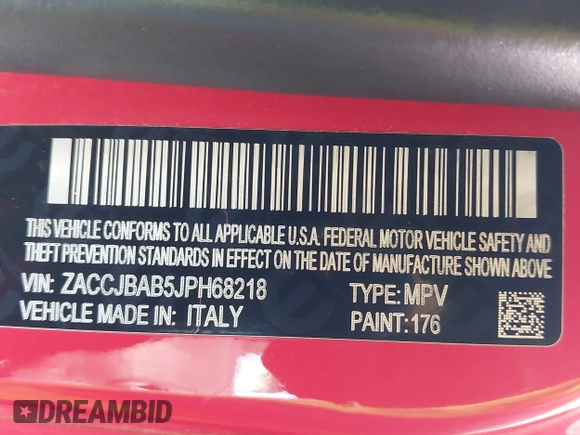 THIS VEHICLE CONFORMS TO ALL APPLICABLE U.S.A. FEDERAL MOTOR VEHICLE SAFETY AND
THEFT PREVENTION STANDARDS IN EFFECT ON THE DATE OF MANUFACTURE SHOWN ABOVE
VIN: ZACCJBAB5JPH68218 TYPE: MPV
VEHICLE MADE IN: ITALY PAINT: 176
DREAMBID